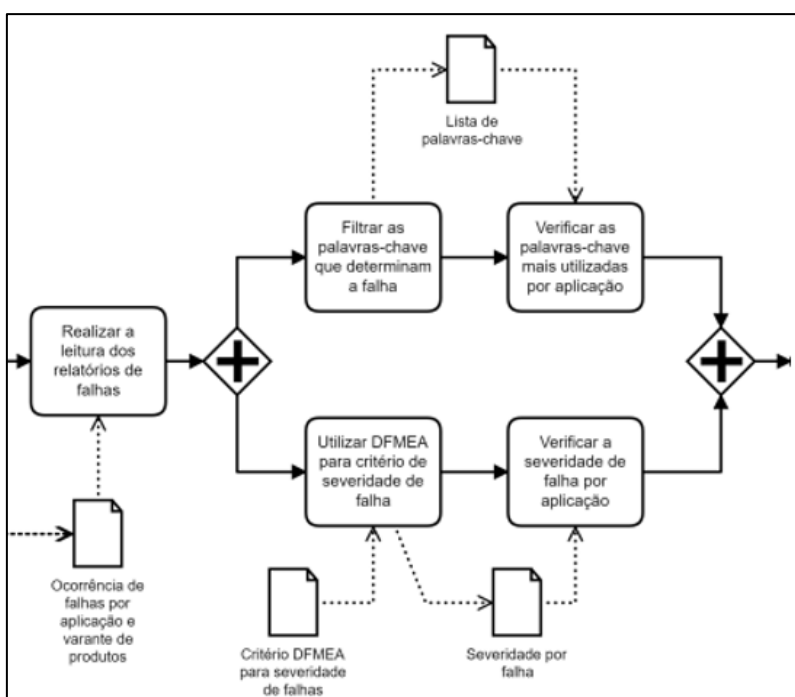 Lista de
palavras-chave
Filtrar as
palavras-chave
que determinam
a falha
Verificar as
palavras-chave
mais utilizadas
por aplicação
Realizar a
leitura dos
relatórios de
falhas
Utilizar DFMEA
para critério de
severidade de
falha
Verificar a
severidade de
falha por
aplicação
Ocorrência de
falhas por
aplicação e
varante de
produtos
Critério DFMEA
para severidade
de falhas
Severidade por
falha